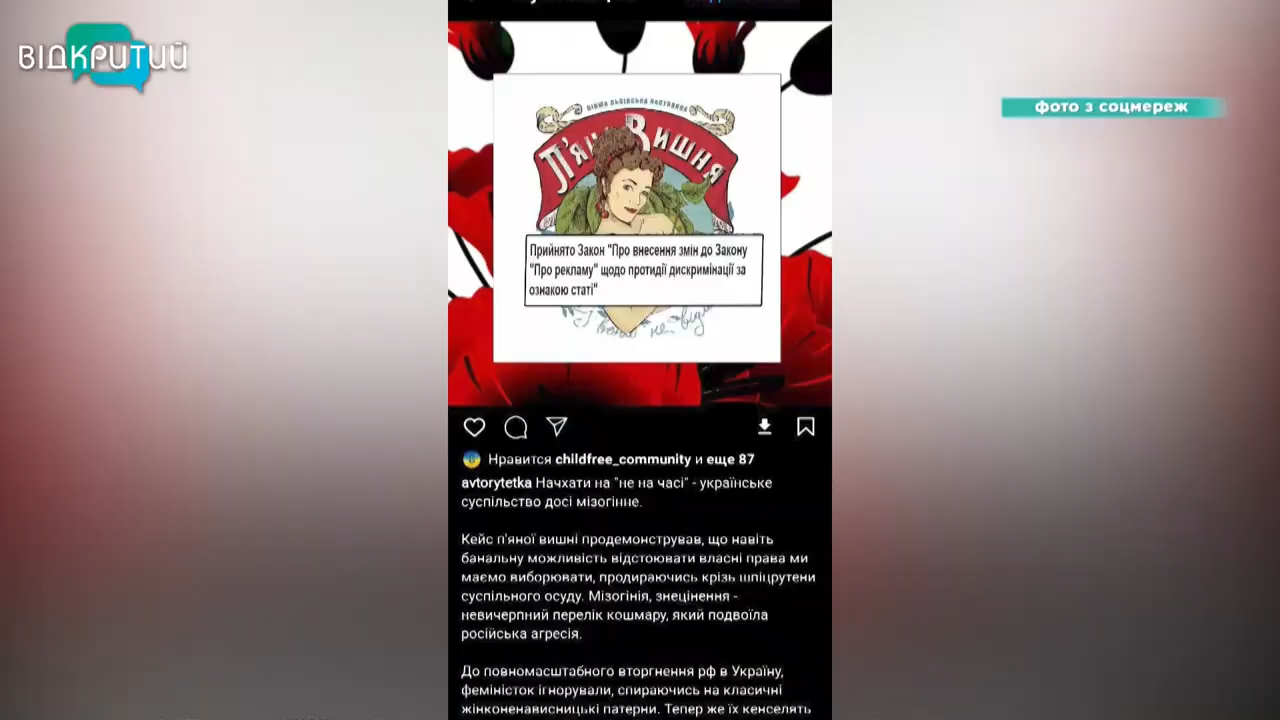 ВІДКРИТИЙ
фото з соцмереж
ПЕРША ЛЬВІВСЬКА НАСТОЯНКА
Вишня
Прийнято Закон "Про внесення змін до Закону
"Про рекламу" щодо протидії дискримінації за
ознакою статі"
Нравится childfree_community и еще 87
avtorytetka Начхати на "не на часі" - українське
суспільство досі мізогінне.
Кейс п'яної вишні продемонстрував, що навіть
банальну можливість відстоювати власні права ми
маємо виборювати, продираючись крізь шпіцрутени
суспільного осуду. Мізогінія, знецінення -
невичерпний перелік кошмару, який подвоїла
російська агресія.
До повномасштабного вторгнення рф в Україну,
феміністок ігнорували, спираючись на класичні
жінконенависницькі патерни. Тепер же їх кенселять